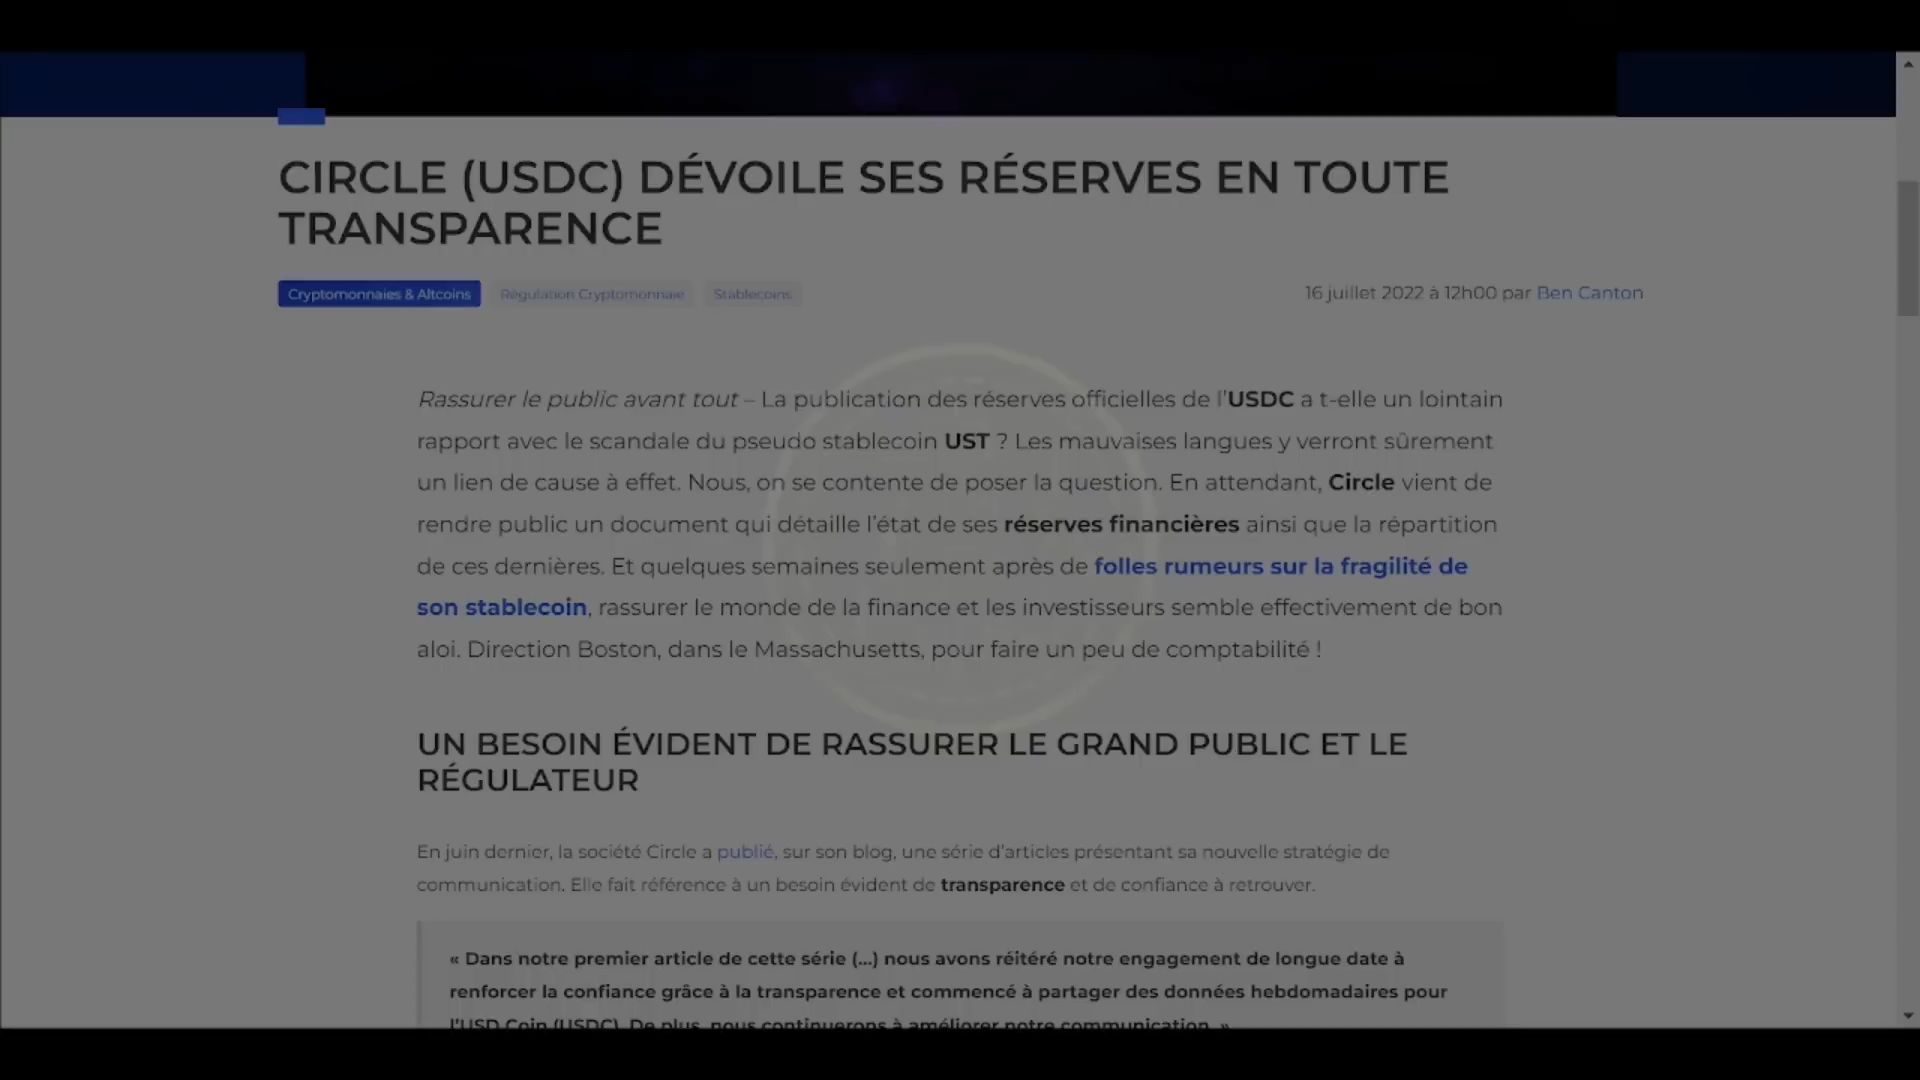 CIRCLE (USDC) DÉVOILE SES RÉSERVES EN TOUTE
TRANSPARENCE
Cryptomonnaies & Altcoins Régulation Cryptomonnaie Stablecoins 16 juillet 2022 à 12h00 par Ben Canton
Rassurer le public avant tout – La publication des réserves officielles de l’USDC a t-elle un lointain
rapport avec le scandale du pseudo stablecoin UST ? Les mauvaises langues y verront sûrement
un lien de cause à effet. Nous, on se contente de poser la question. En attendant, Circle vient de
rendre public un document qui détaille l’état de ses réserves financières ainsi que la répartition
de ces dernières. Et quelques semaines seulement après de folles rumeurs sur la fragilité de
son stablecoin, rassurer le monde de la finance et les investisseurs semble effectivement de bon
aloi. Direction Boston, dans le Massachusetts, pour faire un peu de comptabilité !
UN BESOIN ÉVIDENT DE RASSURER LE GRAND PUBLIC ET LE
RÉGULATEUR
En juin dernier, la société Circle a publié, sur son blog, une série d’articles présentant sa nouvelle stratégie de
communication. Elle fait référence à un besoin évident de transparence et de confiance à retrouver.
« Dans notre premier article de cette série (…) nous avons réitéré notre engagement de longue date à
renforcer la confiance grâce à la transparence et commencé à partager des données hebdomadaires pour
l’USD Coin (USDC). De plus, nous continuerons à améliorer notre communication. »